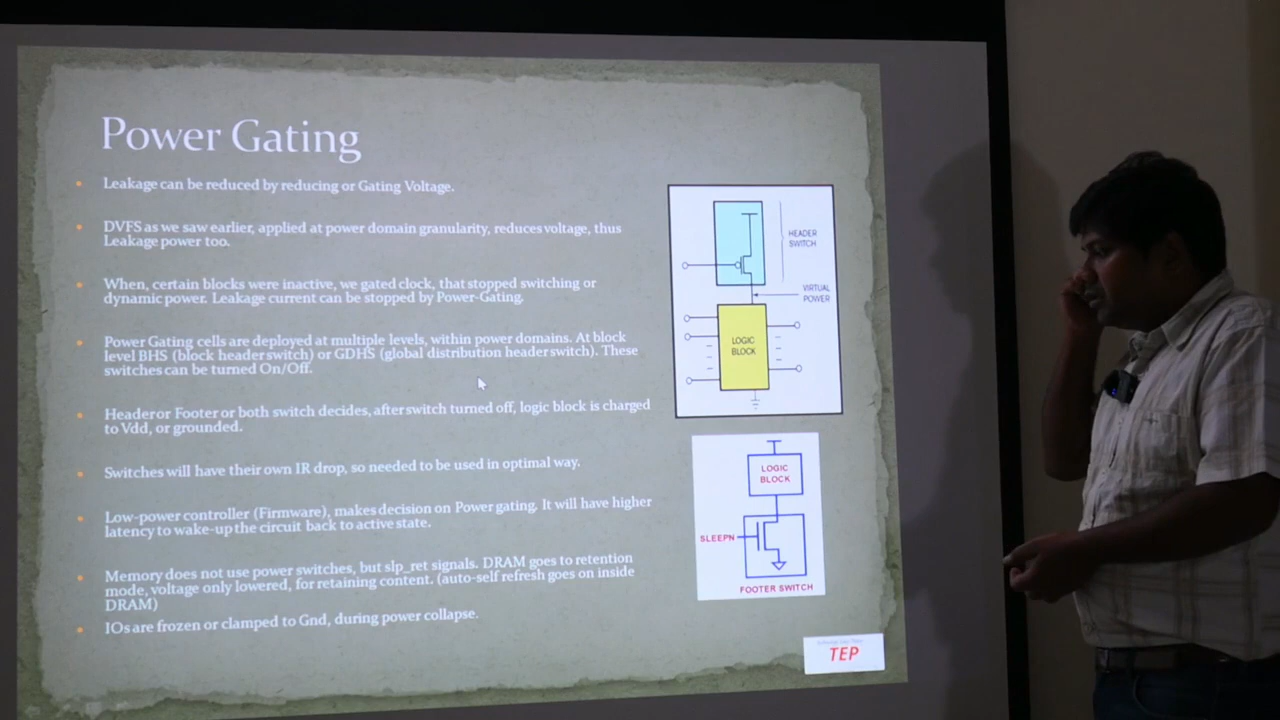 Power Gating
Leakage can be reduced by reducing or Gating Voltage.
DVFS as we saw earlier, applied at power domain granularity, reduces voltage, thus
Leakage power too.
When, certain blocks were inactive, we gated clock, that stopped switching or
dynamic power. Leakage current can be stopped by Power-Gating.
Power Gating cells are deployed at multiple levels, within power domains. At block
level BHS (block header switch) or GDHS (global distribution header switch). These
switches can be turned On/Off.
Header or Footer or both switch decides, after switch turned off, logic block is charged
to Vdd, or grounded.
Switches will have their own IR drop, so needed to be used in optimal way.
Low-power controller (Firmware), makes decision on Power gating. It will have higher
latency to wake-up the circuit back to active state.
Memory does not use power switches, but slp_ret signals. DRAM goes to retention
mode, voltage only lowered, for retaining content. (auto-self refresh goes on inside
DRAM)
IOs are frozen or clamped to Gnd, during power collapse.
HEADER
SWITCH
VIRTUAL
POWER
LOGIC
BLOCK
LOGIC
BLOCK
SLEEPN
FOOTER SWITCH
TEP